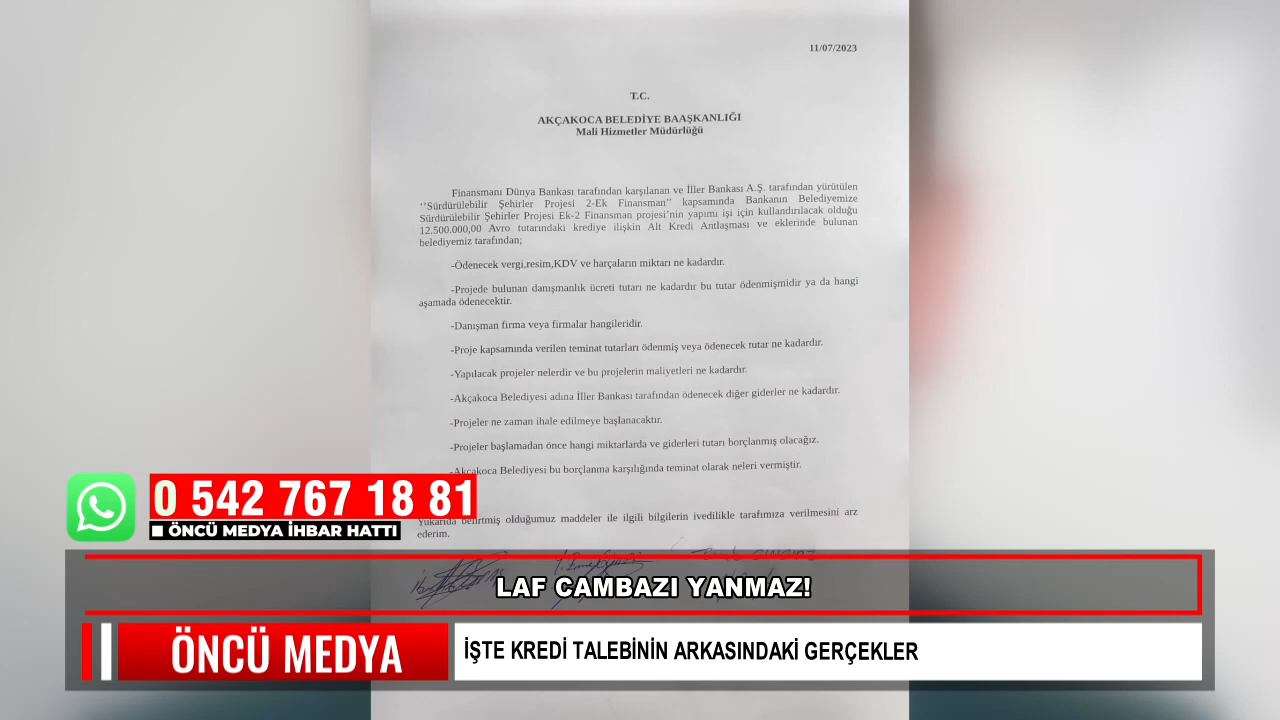 11/07/2023
T.C.
AKÇAKOCA BELEDİYE BAAŞKANLIĞI
Mali Hizmetler Müdürlüğü
Finansmanı Dünya Bankası tarafından karşılanan ve İller Bankası A.Ş. tarafından yürütülen
‘‘Sürdürülebilir Şehirler Projesi 2-Ek Finansman’’ kapsamında Bankanın Belediyemize
Sürdürülebilir Şehirler Projesi Ek-2 Finansman projesi’nin yapımı işi için kullandırılacak olduğu
12.500.000,00 Avro tutarındaki krediye ilişkin Alt Kredi Antlaşması ve eklerinde bulunan
belediyemiz tarafından;
-Ödenecek vergi,resim,KDV ve harçaların miktarı ne kadardır.
-Projede bulunan danışmanlık ücreti tutarı ne kadardır bu tutar ödenmişmidir ya da hangi
aşamada ödenecektir.
-Danışman firma veya firmalar hangileridir.
-Proje kapsamında verilen teminat tutarları ödenmiş veya ödenecek tutar ne kadardır.
-Yapılacak projeler nelerdir ve bu projelerin maliyetleri ne kadardır.
-Akçakoca Belediyesi adına İller Bankası tarafından ödenecek diğer giderler ne kadardır.
-Projeler ne zaman ihale edilmeye başlanacaktır.
-Projeler başlamadan önce hangi miktarlarda ve giderleri tutarı borçlanmış olacağız.
-Akçakoca Belediyesi bu borçlanma karşılığında teminat olarak neleri vermiştir.
0 542 767 18 81
ÖNCÜ MEDYA İHBAR HATTI
Yukarıda belirtmiş olduğumuz maddeler ile ilgili bilgilerin ivedilikle tarafımıza verilmesini arz
ederim.
LAF CAMBAZI YANMAZ!
ÖNCÜ MEDYA
İŞTE KREDİ TALEBİNİN ARKASINDAKİ GERÇEKLER